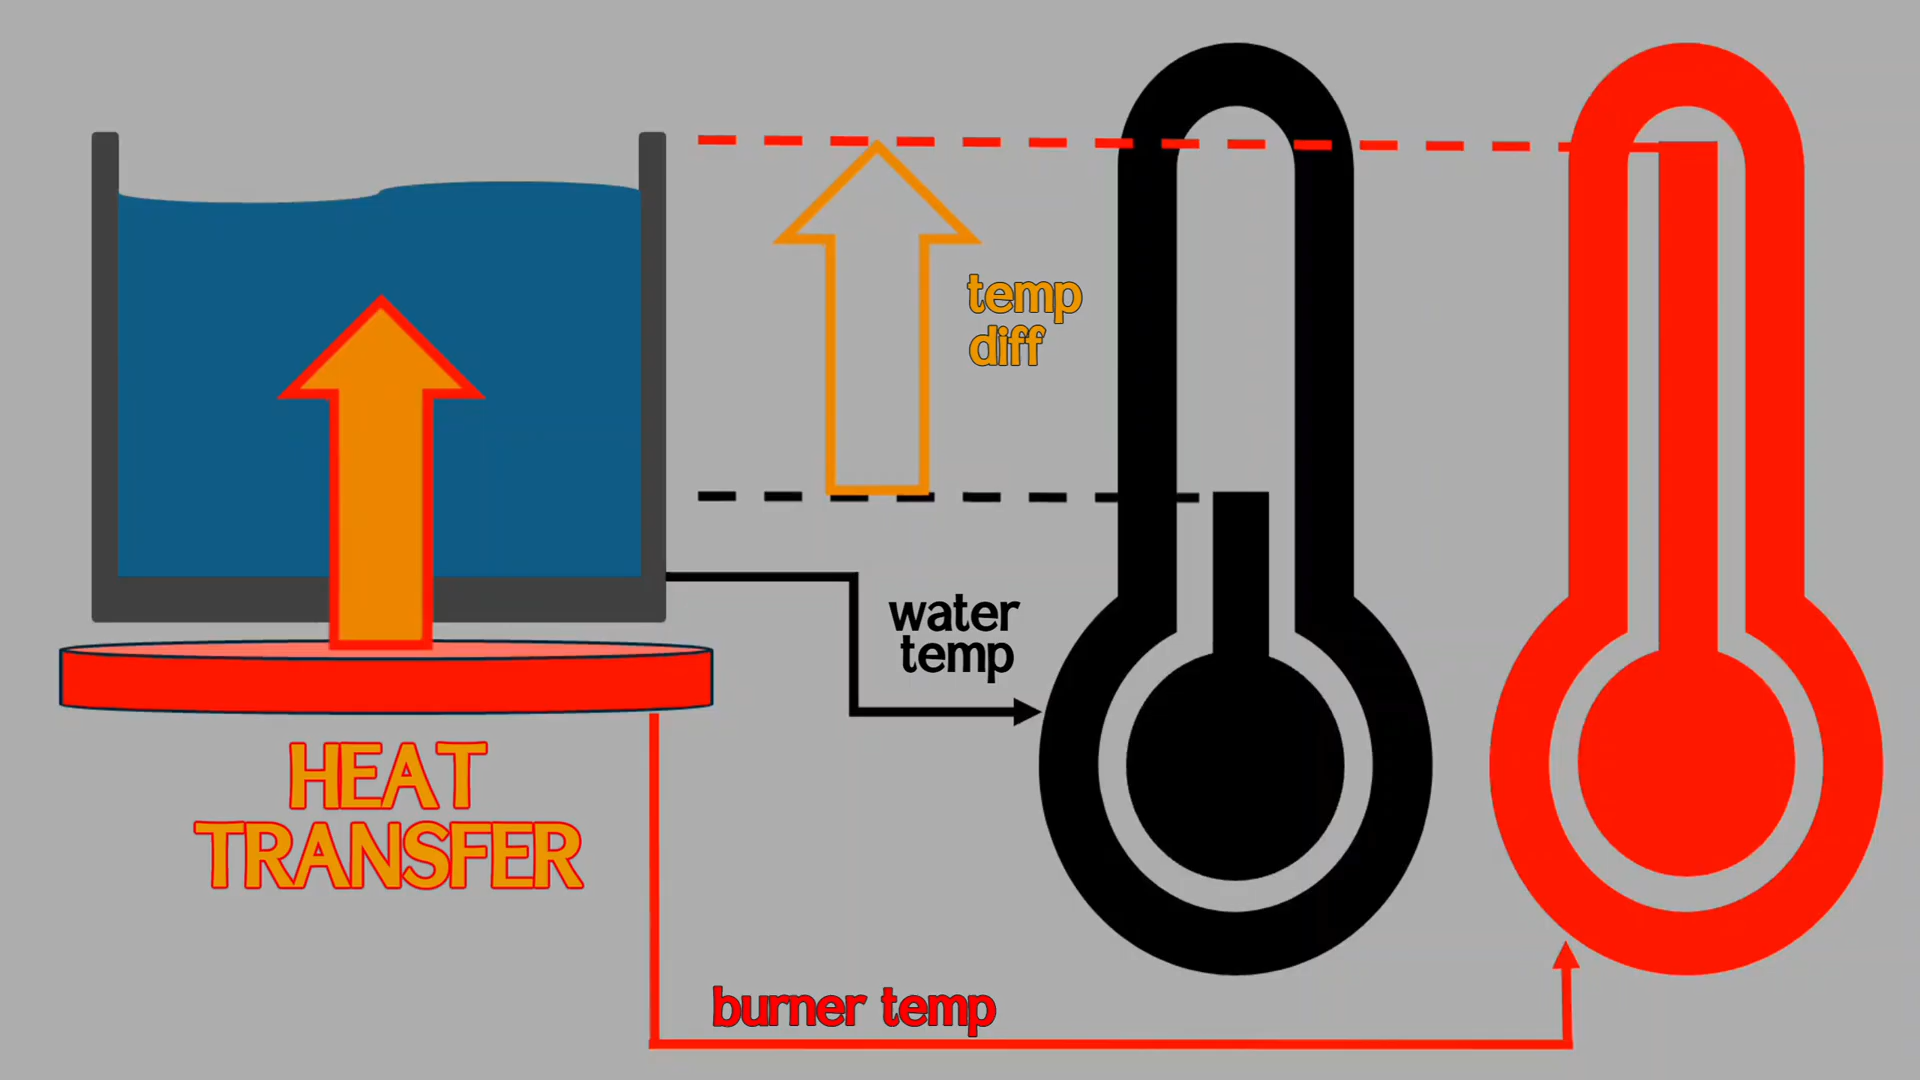 temp
diff
water
temp
HEAT
TRANSFER
burner temp